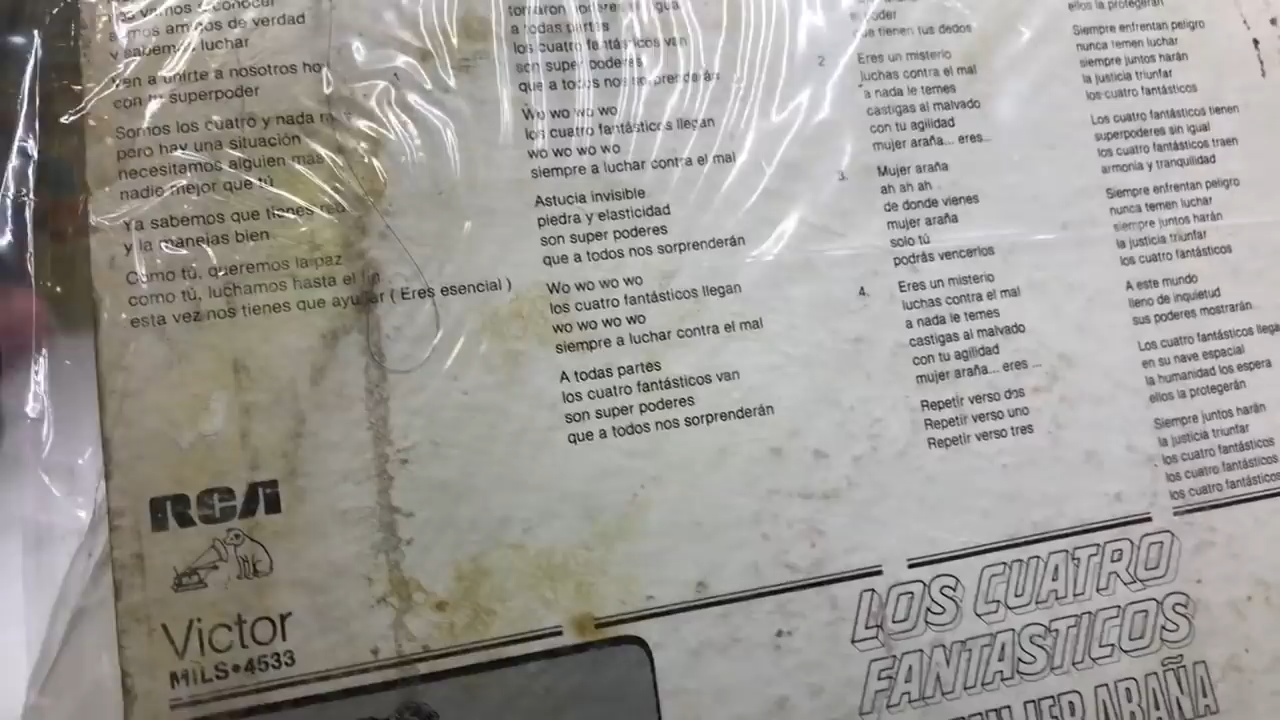 vamos a conocer
amigos de verdad
y sabemos luchar
Ven a unirte a nosotros hoy
con tu superpoder
Somos los cuatro y nada
pero hay una situación
necesitamos alguien más
nadie mejor que tú
Ya sabemos que tienes red
y la manejas bien
Como tú, queremos la paz
como tú, luchamos hasta el fin
esta vez nos tienes que ayudar ( Eres esencial )
RCA
Victor
MILS•4533
a todas partes
los cuatro fantásticos van
son super poderes
que a todos nos sorprenderán
Wo wo wo wo
los cuatro fantásticos llegan
wo wo wo wo
siempre a luchar contra el mal
Astucia invisible
piedra y elasticidad
son super poderes
que a todos nos sorprenderán
Wo wo wo wo
los cuatro fantásticos llegan
wo wo wo wo
siempre a luchar contra el mal
A todas partes
los cuatro fantásticos van
son super poderes
que a todos nos sorprenderán
poder
que tienen tus dedos
2 Eres un misterio
luchas contra el mal
a nada le temes
castigas al malvado
con tu agilidad
mujer araña... eres...
3. Mujer araña
ah ah ah
de donde vienes
mujer araña
solo tú
podrás vencerlos
4. Eres un misterio
luchas contra el mal
a nada le temes
castigas al malvado
con tu agilidad
mujer araña... eres ...
Repetir verso dos
Repetir verso uno
Repetir verso tres
ellos la protegerán
Siempre enfrentan peligro
nunca temen luchar
siempre juntos harán
la justicia triunfar
los cuatro fantásticos
Los cuatro fantásticos tienen
superpoderes sin igual
los cuatro fantásticos traen
armonía y tranquilidad
Siempre enfrentan peligro
nunca temen luchar
siempre juntos harán
la justicia triunfar
los cuatro fantásticos
A este mundo
lleno de inquietud
sus poderes mostrarán
Los cuatro fantásticos
en su nave espacial
la humanidad los espera
ellos la protegerán
Siempre juntos harán
la justicia triunfar
los cuatro fantásticos
los cuatro fantásticos
los cuatro fantásticos
LOS CUATRO
FANTASTICOS
MUJER ARAÑA